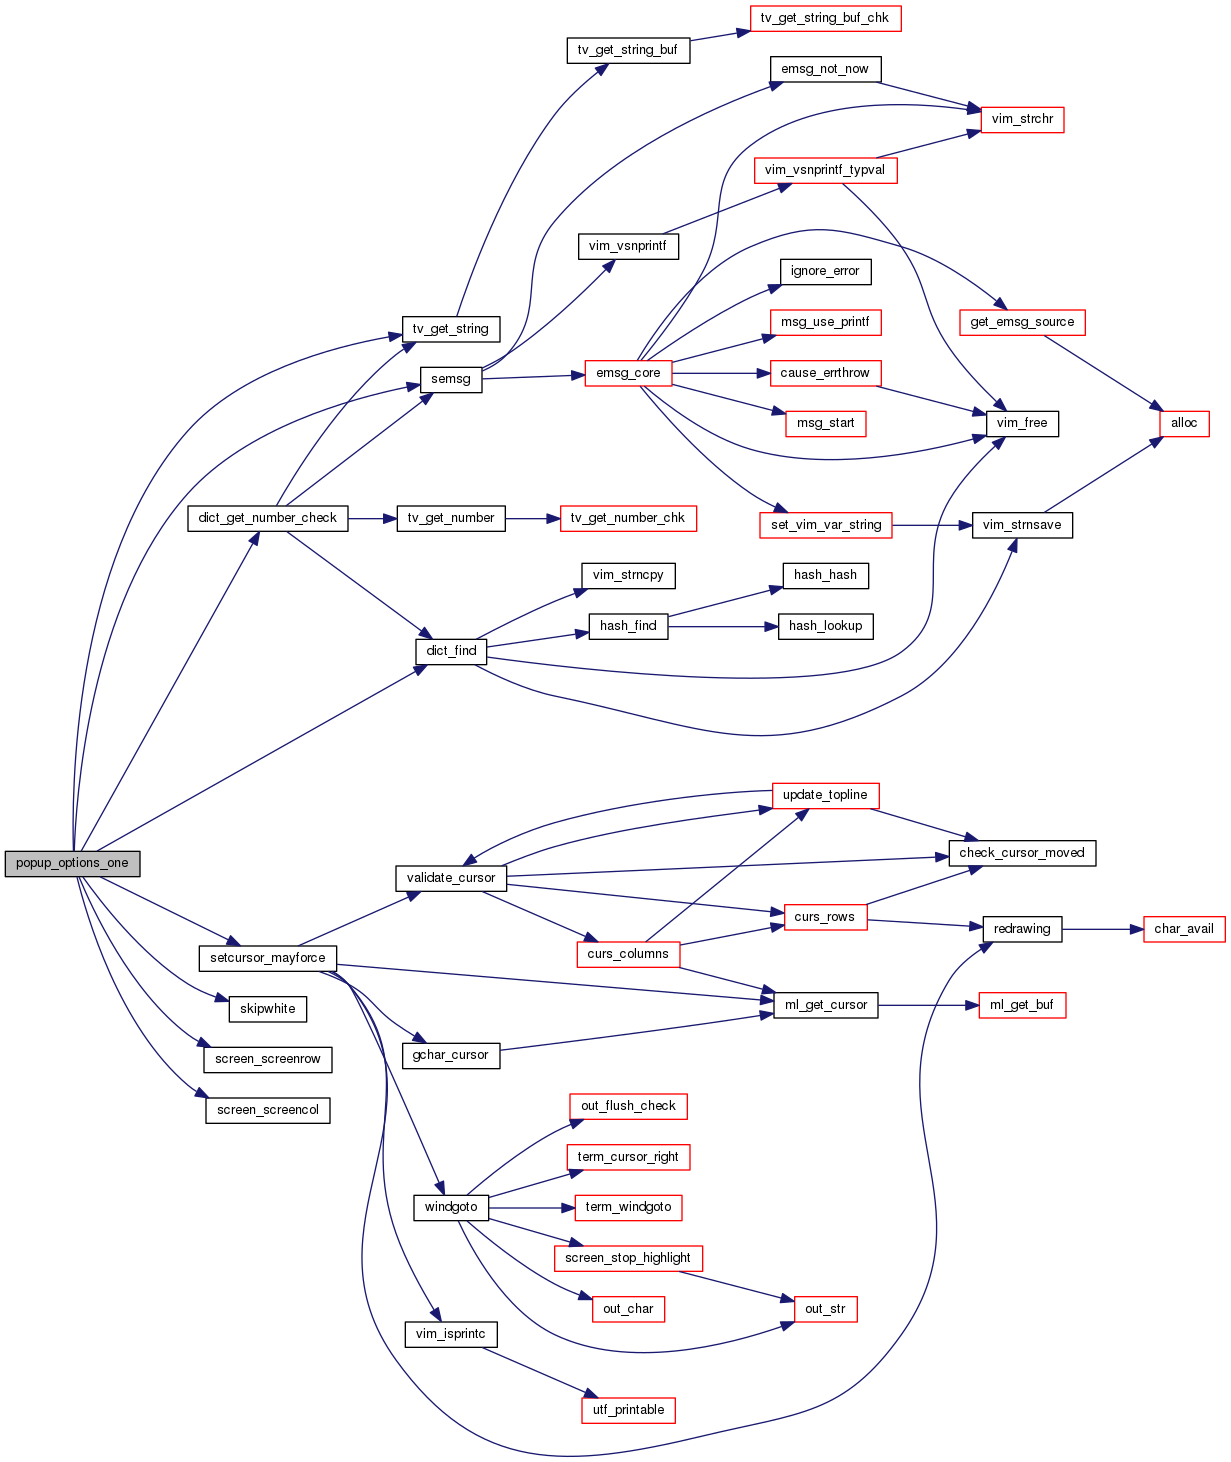 tv_get_string_buf_chk
tv_get_string_buf
emsg_not_now
vim_strchr
vim_vsnprintf_typval
vim_vsnprintf
ignore_error
tv_get_string
msg_use_printf
get_emsg_source
semsg
emsg_core
cause_errthrow
msg_start
vim_free
alloc
dict_get_number_check
tv_get_number
tv_get_number_chk
set_vim_var_string
vim_strnsave
vim_strncpy
hash_hash
hash_find
hash_lookup
dict_find
update_topline
check_cursor_moved
popup_options_one
validate_cursor
curs_rows
redrawing
char_avail
setcursor_mayforce
curs_columns
skipwhite
ml_get_cursor
ml_get_buf
screen_screenrow
gchar_cursor
screen_screencol
out_flush_check
term_cursor_right
windgoto
term_windgoto
screen_stop_highlight
out_char
out_str
vim_isprintc
utf_printable